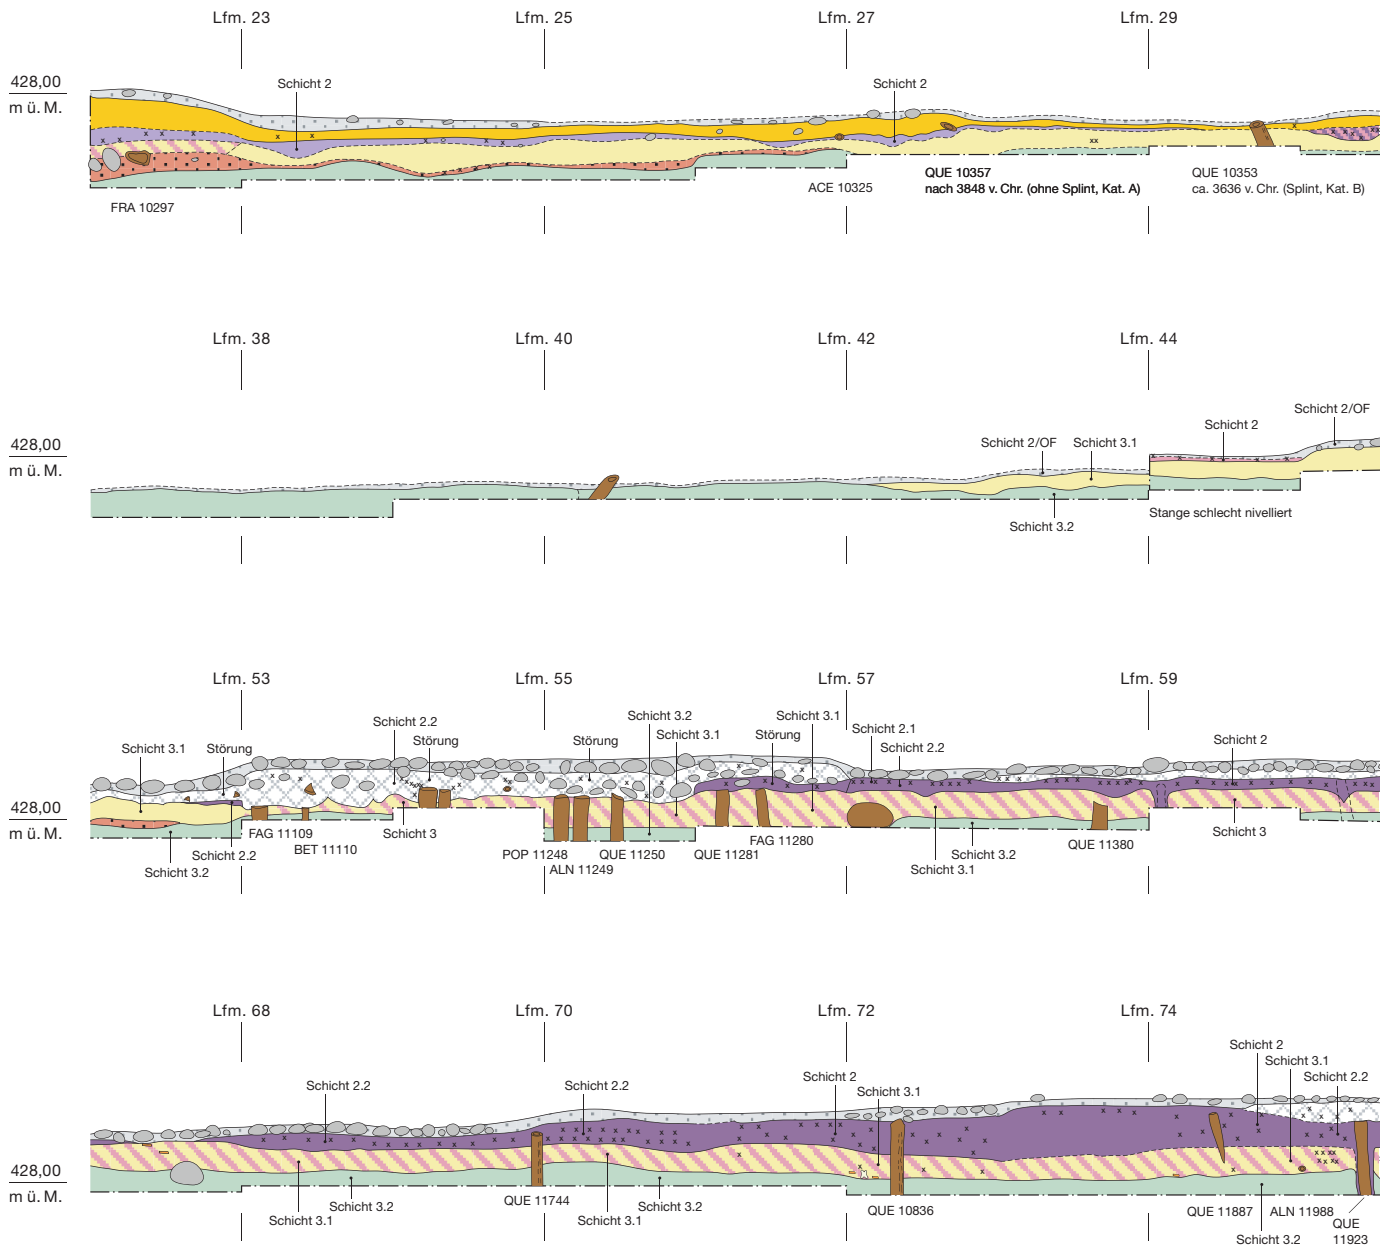 Lfm. 23
Lfm. 25
Lfm. 27
Lfm. 29
428,00
m ü. M.
Schicht 2
Schicht 2
FRA 10297
ACE 10325
QUE 10357
nach 3848 v. Chr. (ohne Splint, Kat. A)
QUE 10353
ca. 3636 v. Chr. (Splint, Kat. B)
Lfm. 38
Lfm. 40
Lfm. 42
Lfm. 44
428,00
m ü. M.
Schicht 2/OF
Schicht 3.1
Schicht 2
Schicht 2/OF
Schicht 3.2
Stange schlecht nivelliert
Lfm. 53
Lfm. 55
Lfm. 57
Lfm. 59
428,00
m ü. M.
Schicht 3.1
Störung
Schicht 2.2
Störung
Störung
Schicht 3.2
Schicht 3.1
Störung
Schicht 3.1
Schicht 2.1
Schicht 2.2
Schicht 2
Schicht 3.2
Schicht 2.2
FAG 11109
BET 11110
Schicht 3
POP 11248
ALN 11249
QUE 11250
QUE 11281
FAG 11280
Schicht 3.1
Schicht 3.2
QUE 11380
Schicht 3
Lfm. 68
Lfm. 70
Lfm. 72
Lfm. 74
428,00
m ü. M.
Schicht 2.2
Schicht 2.2
Schicht 2
Schicht 3.1
Schicht 2
Schicht 3.1
Schicht 2.2
Schicht 3.1
Schicht 3.2
QUE 11744
Schicht 3.1
Schicht 3.2
QUE 10836
QUE 11887
ALN 11988
Schicht 3.2
QUE
11923